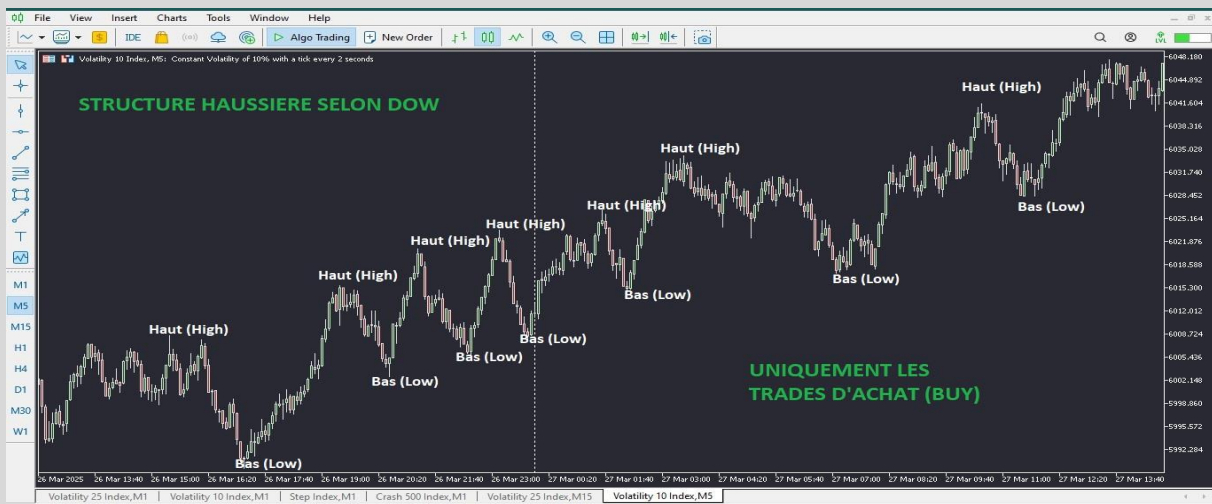 File View Insert Charts Tools Window Help
IDE Algo Trading New Order LVL
Volatility 10 Index, M5: Constant Volatility of 10% with a tick every 2 seconds
STRUCTURE HAUSSIERE SELON DOW
Haut (High)
Haut (High)
Haut (High)
Haut (High)
Haut (High)
Haut (High)
Haut (High)
Bas (Low)
Bas (Low)
Bas (Low)
Bas (Low)
Bas (Low)
Bas (Low)
Bas (Low)
UNIQUEMENT LES
TRADES D'ACHAT (BUY)
M1
M5
M15
H1
H4
D1
M30
W1
6048.180
6044.892
6041.604
6038.316
6035.028
6031.740
6028.452
6025.164
6021.876
6018.588
6015.300
6012.012
6008.724
6005.436
6002.148
5998.860
5995.572
5992.284
26 Mar 2025 26 Mar 13:40 26 Mar 15:00 26 Mar 16:20 26 Mar 17:40 26 Mar 19:00 26 Mar 20:20 26 Mar 21:40 26 Mar 23:00 27 Mar 00:20 27 Mar 01:40 27 Mar 03:00 27 Mar 04:20 27 Mar 05:40 27 Mar 07:00 27 Mar 08:20 27 Mar 09:40 27 Mar 11:00 27 Mar 12:20 27 Mar 13:40
Volatility 25 Index,M1 Volatility 10 Index,M1 Step Index,M1 Crash 500 Index,M1 Volatility 25 Index,M15 Volatility 10 Index,M5